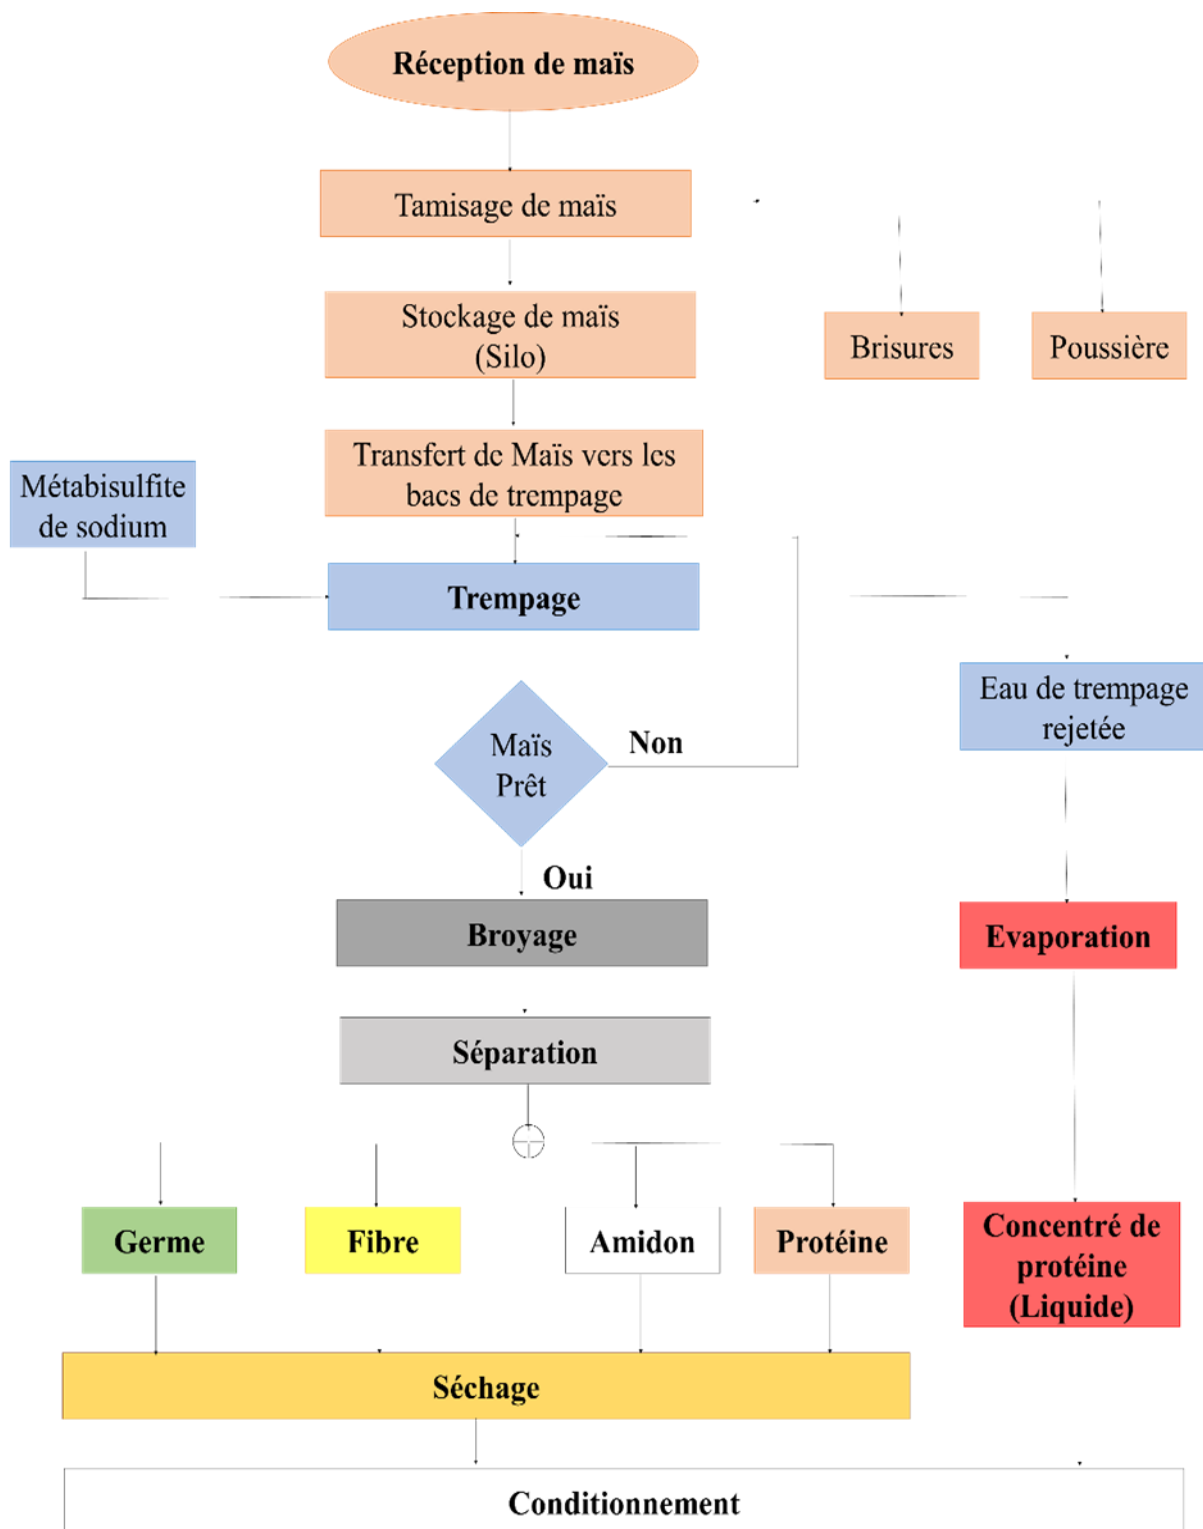 Réception de maïs
Tamisage de maïs
Stockage de maïs
(Silo)
Brisures
Poussière
Transfert de Maïs vers les
bacs de trempage
Métabisulfite
de sodium
Trempage
Eau de trempage
rejetée
Maïs
Prêt
Non
Oui
Broyage
Evaporation
Séparation
Germe
Fibre
Amidon
Protéine
Concentré de
protéine
(Liquide)
Séchage
Conditionnement